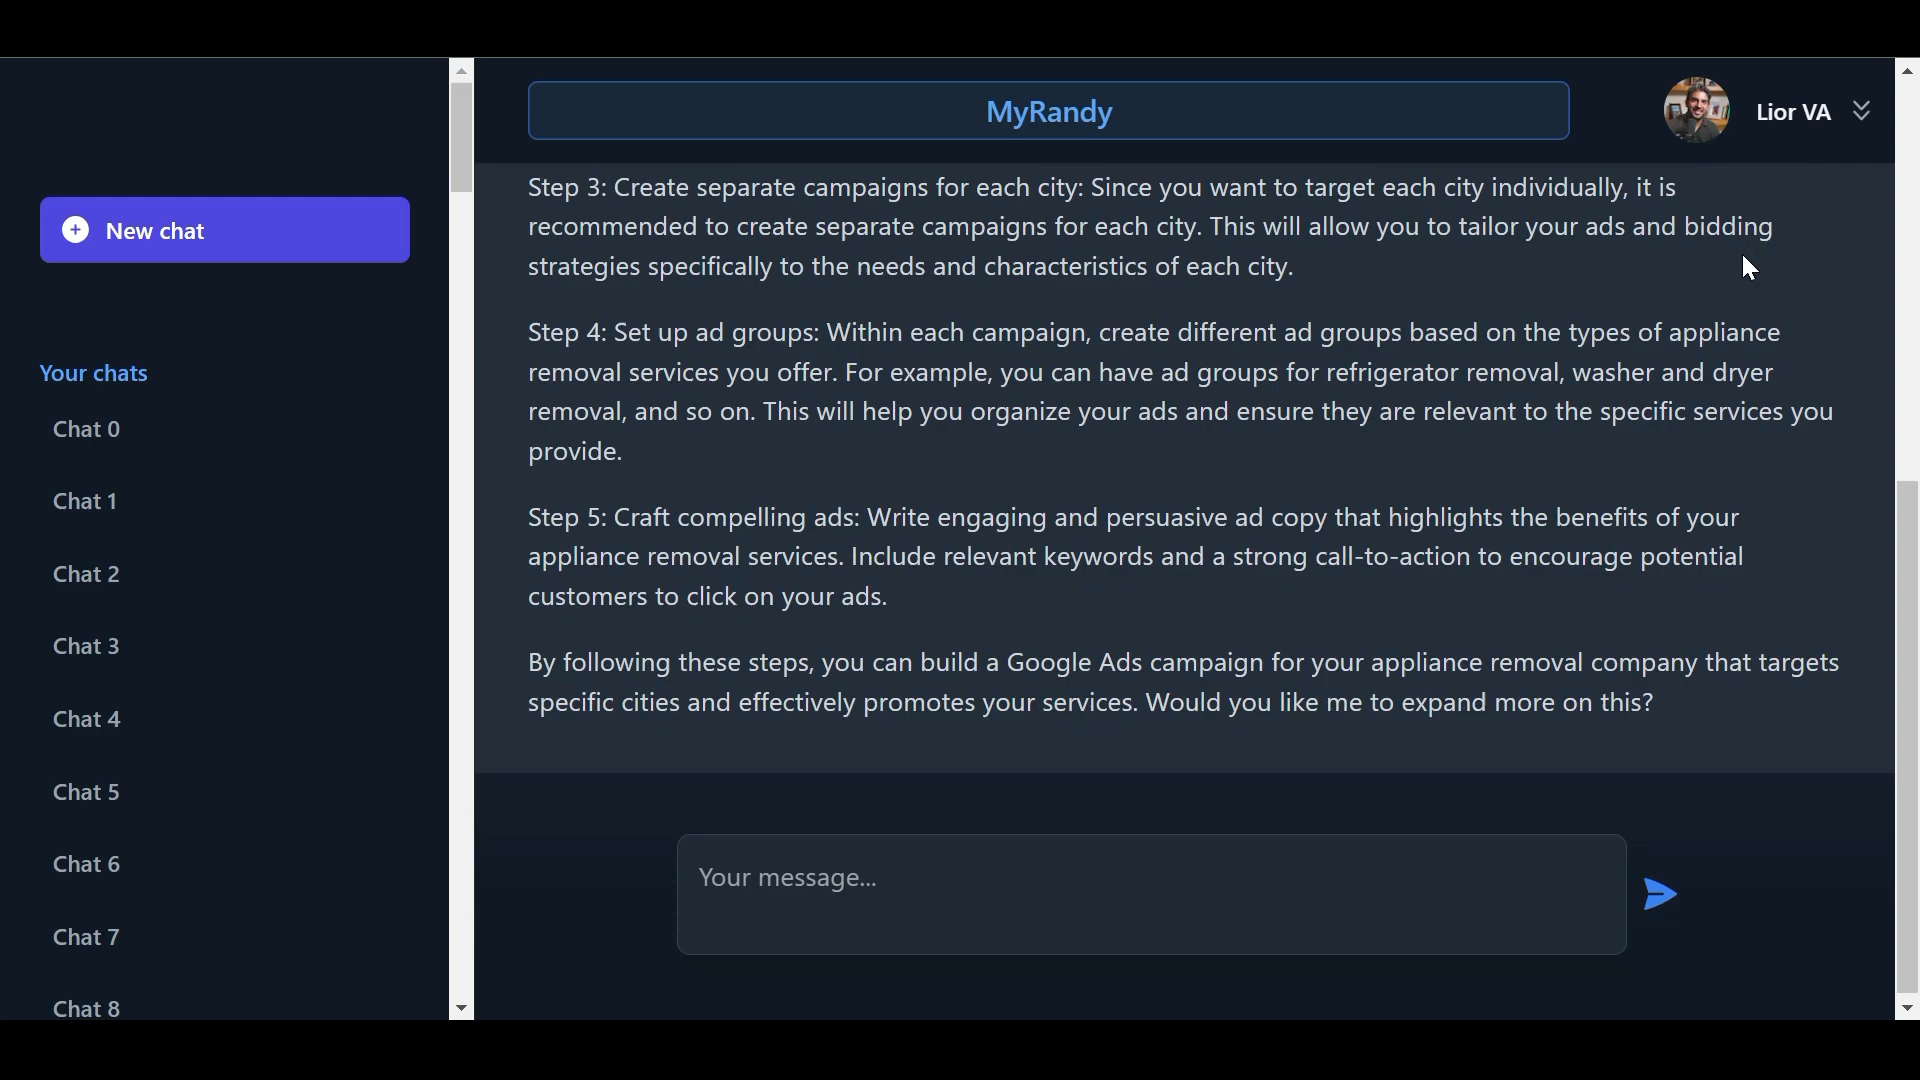 MyRandy
Lior VA
New chat
Your chats
Chat 0
Chat 1
Chat 2
Chat 3
Chat 4
Chat 5
Chat 6
Chat 7
Chat 8
Step 3: Create separate campaigns for each city: Since you want to target each city individually, it is
recommended to create separate campaigns for each city. This will allow you to tailor your ads and bidding
strategies specifically to the needs and characteristics of each city.
Step 4: Set up ad groups: Within each campaign, create different ad groups based on the types of appliance
removal services you offer. For example, you can have ad groups for refrigerator removal, washer and dryer
removal, and so on. This will help you organize your ads and ensure they are relevant to the specific services you
provide.
Step 5: Craft compelling ads: Write engaging and persuasive ad copy that highlights the benefits of your
appliance removal services. Include relevant keywords and a strong call-to-action to encourage potential
customers to click on your ads.
By following these steps, you can build a Google Ads campaign for your appliance removal company that targets
specific cities and effectively promotes your services. Would you like me to expand more on this?
Your message...